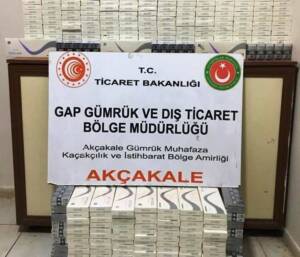 T.C.
TİCARET BAKANLIĞI
GAP GÜMRÜK VE DIŞ TİCARET
BÖLGE MÜDÜRLÜĞÜ
Akçakale Gümrük Muhafaza
Kaçakçılık ve İstihbarat Bölge Amirliği
AKÇAKALE